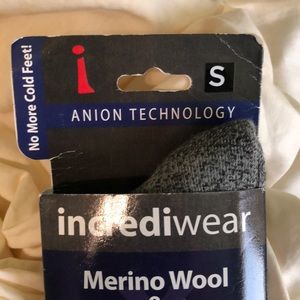 No More Cold Feet!
i
S
ANION TECHNOLOGY
incrediwear
Merino Wool
&